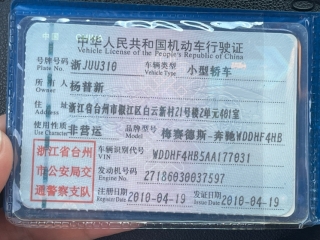 中华人民共和国机动车行驶证
Vehicle License of the People's Republic of China
号牌号码 浙JUU316 车辆类型 小型轿车
Plate No. Vehicle Type
所有人 杨普新
Owner
住址 浙江省台州市椒江区白云新村21号楼2单元401室
Address
使用性质 非营运 品牌型号 梅赛德斯-奔驰WDDHF4HB
Use Character Model
浙江省台州市公安局交通警察支队
车辆识别代号 WDDHF4HB5AA177031
VIN
发动机号码 27186030037597
Engine No.
注册日期 2010-04-19 发证日期 2010-04-19
Register Date Issue Date